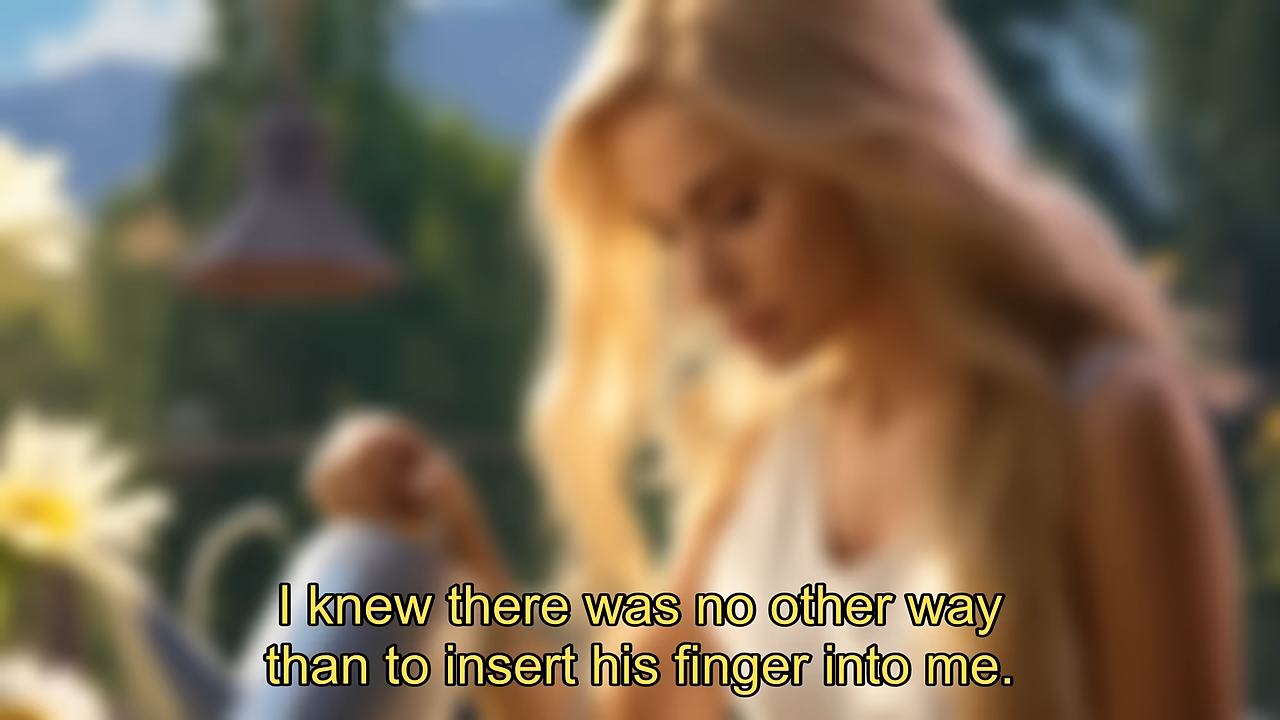 I knew there was no other way
than to insert his finger into me.